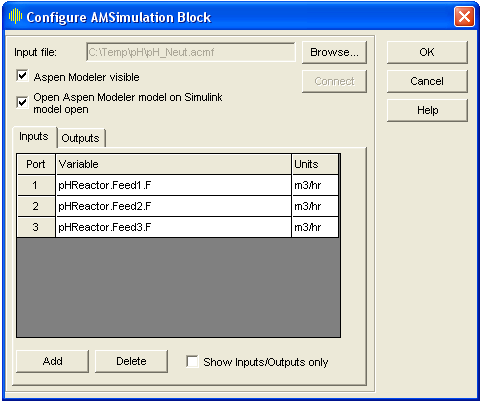 Configure AMSimulation Block
Input file: C:\Temp\pH\pH_Neut.acmf Browse... OK
Aspen Modeler visible Connect Cancel
Open Aspen Modeler model on Simulink
model open Help
Inputs Outputs
Port Variable Units
1 pHReactor.Feed1.F m3/hr
2 pHReactor.Feed2.F m3/hr
3 pHReactor.Feed3.F m3/hr
Add Delete Show Inputs/Outputs only